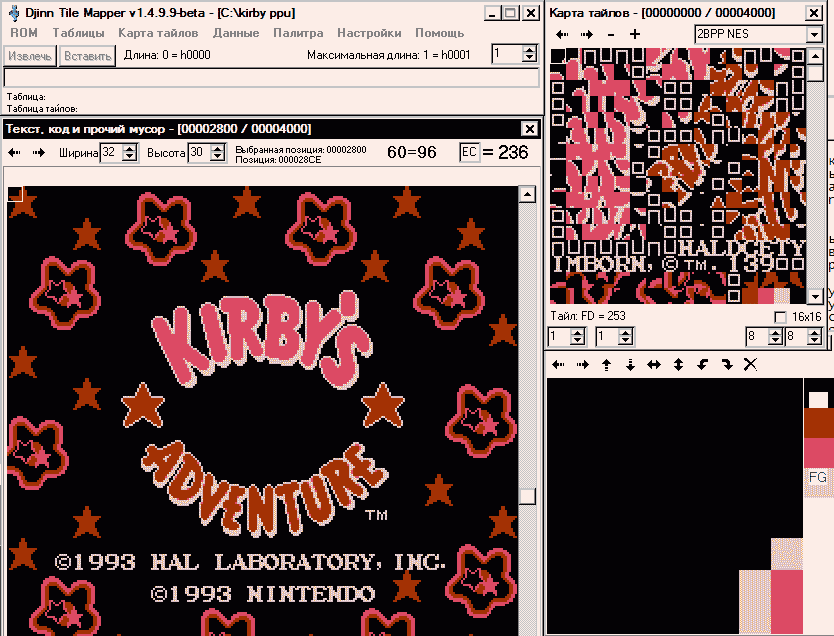 Djinn Tile Mapper v1.4.9.9-beta - [C:\kirby ppu]
ROM Таблицы Карта тайлов Данные Палитра Настройки Помощь
Извлечь Вставить Длина: 0 = h0000 Максимальная длина: 1 = h0001 1
Таблица:
Таблица тайлов:
Текст, код и прочий мусор - [00002800 / 00004000]
Ширина 32 Высота 30 Выбранная позиция: 00002800
Позиция: 000028CE
60=96 EC = 236
KIRBY'S
ADVENTURE
TM
©1993 HAL LABORATORY, INC.
©1993 NINTENDO
Карта тайлов - [00000000 / 00004000]
2BPP NES
HALDCETY
IMBORN, ©TM. 139
Тайл: FD = 253 16x16
1 1 8 8
FG